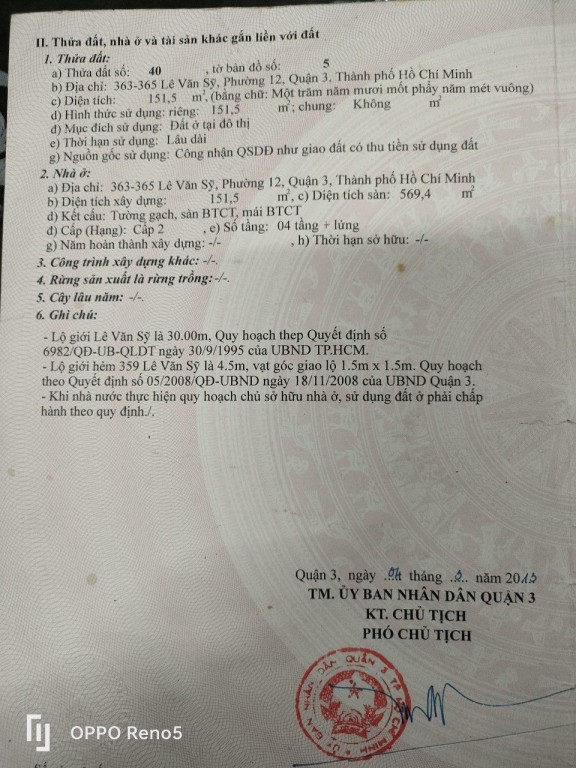 II. Thửa đất, nhà ở và tài sản khác gắn liền với đất
1. Thửa đất:
a) Thửa đất số: 40 , tờ bản đồ số: 5
b) Địa chỉ: 363-365 Lê Văn Sỹ, Phường 12, Quận 3, Thành phố Hồ Chí Minh
c) Diện tích: 151,5 m², (bằng chữ: Một trăm năm mươi mốt phẩy năm mét vuông)
d) Hình thức sử dụng: riêng: 151,5 m²; chung: Không m²
đ) Mục đích sử dụng: Đất ở tại đô thị
e) Thời hạn sử dụng: Lâu dài
g) Nguồn gốc sử dụng: Công nhận QSDĐ như giao đất có thu tiền sử dụng đất
2. Nhà ở:
a) Địa chỉ: 363-365 Lê Văn Sỹ, Phường 12, Quận 3, Thành phố Hồ Chí Minh
b) Diện tích xây dựng: 151,5 m², c) Diện tích sàn: 569,4 m²
d) Kết cấu: Tường gạch, sàn BTCT, mái BTCT
đ) Cấp (Hạng): Cấp 2 , e) Số tầng: 04 tầng + lửng
g) Năm hoàn thành xây dựng: -/- , h) Thời hạn sở hữu: -/-
3. Công trình xây dựng khác: -/-.
4. Rừng sản xuất là rừng trồng: -/-.
5. Cây lâu năm: -/-.
6. Ghi chú:
- Lộ giới Lê Văn Sỹ là 30.00m, Quy hoạch thep Quyết định số
6982/QĐ-UB-QLDT ngày 30/9/1995 của UBND TP.HCM.
- Lộ giới hẻm 359 Lê Văn Sỹ là 4.5m, vạt góc giao lộ 1.5m x 1.5m. Quy hoạch
theo Quyết định số 05/2008/QĐ-UBND ngày 18/11/2008 của UBND Quận 3.
- Khi nhà nước thực hiện quy hoạch chủ sở hữu nhà ở, sử dụng đất ở phải chấp
hành theo quy định./.
Quận 3, ngày tháng năm 2013
TM. ỦY BAN NHÂN DÂN QUẬN 3
KT. CHỦ TỊCH
PHÓ CHỦ TỊCH
ỦY BAN NHÂN DÂN QUẬN 3 TP HỒ CHÍ MINH
OPPO Reno5